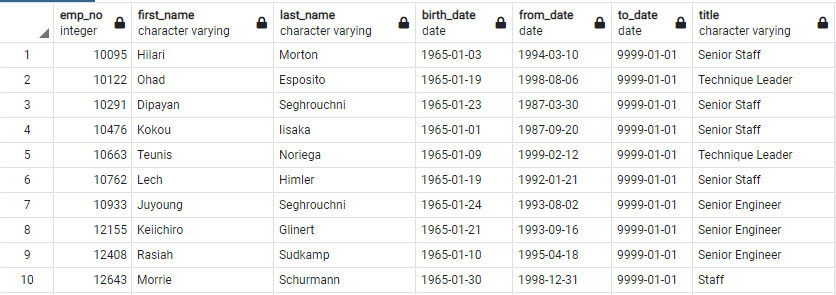 emp_no first_name last_name birth_date from_date to_date title
integer character varying character varying date date date character varying
1 10095 Hilari Morton 1965-01-03 1994-03-10 9999-01-01 Senior Staff
2 10122 Ohad Esposito 1965-01-19 1998-08-06 9999-01-01 Technique Leader
3 10291 Dipayan Seghrouchni 1965-01-23 1987-03-30 9999-01-01 Senior Staff
4 10476 Kokou Iisaka 1965-01-01 1987-09-20 9999-01-01 Senior Staff
5 10663 Teunis Noriega 1965-01-09 1999-02-12 9999-01-01 Technique Leader
6 10762 Lech Himler 1965-01-19 1992-01-21 9999-01-01 Senior Staff
7 10933 Juyoung Seghrouchni 1965-01-24 1993-08-02 9999-01-01 Senior Engineer
8 12155 Keiichiro Glinert 1965-01-21 1993-09-16 9999-01-01 Senior Engineer
9 12408 Rasiah Sudkamp 1965-01-10 1995-04-18 9999-01-01 Senior Engineer
10 12643 Morrie Schurmann 1965-01-30 1998-12-31 9999-01-01 Staff